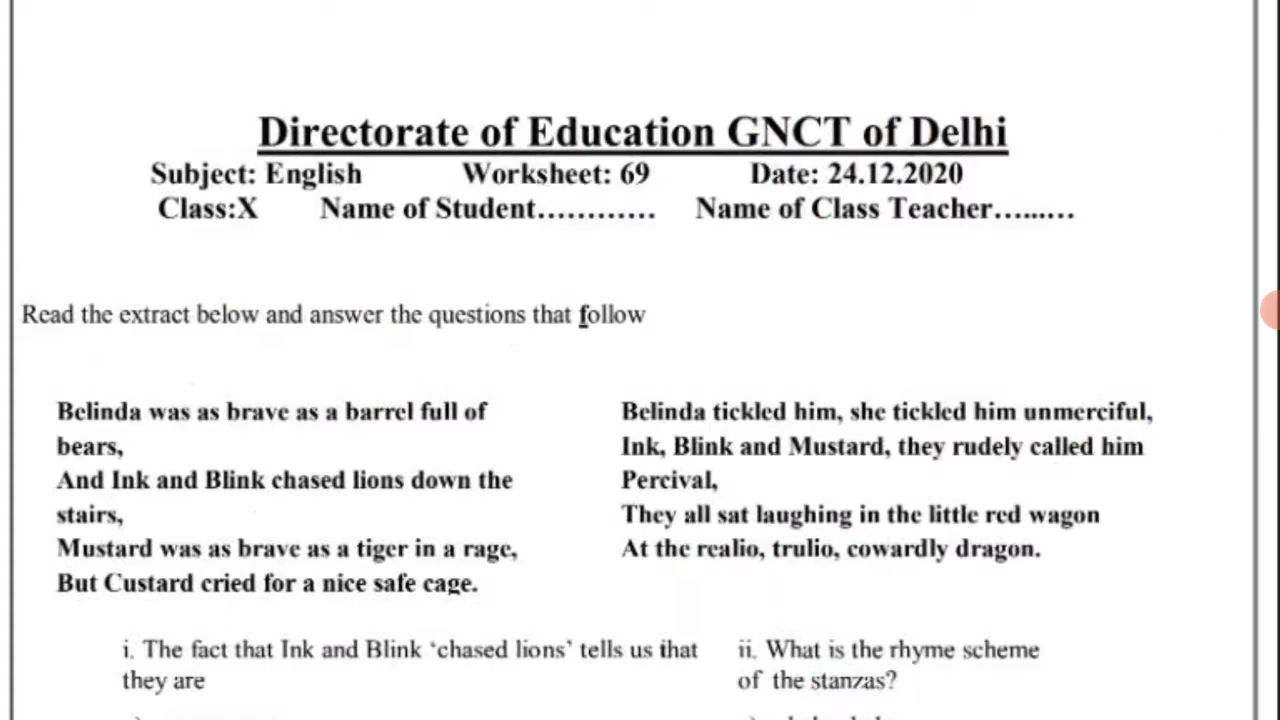 Directorate of Education GNCT of Delhi
Subject: English Worksheet: 69 Date: 24.12.2020
Class:X Name of Student………… Name of Class Teacher…...…
Read the extract below and answer the questions that follow
Belinda was as brave as a barrel full of
bears,
And Ink and Blink chased lions down the
stairs,
Mustard was as brave as a tiger in a rage,
But Custard cried for a nice safe cage.
Belinda tickled him, she tickled him unmerciful,
Ink, Blink and Mustard, they rudely called him
Percival,
They all sat laughing in the little red wagon
At the realio, trulio, cowardly dragon.
i. The fact that Ink and Blink ‘chased lions’ tells us that
they are
ii. What is the rhyme scheme
of the stanzas?